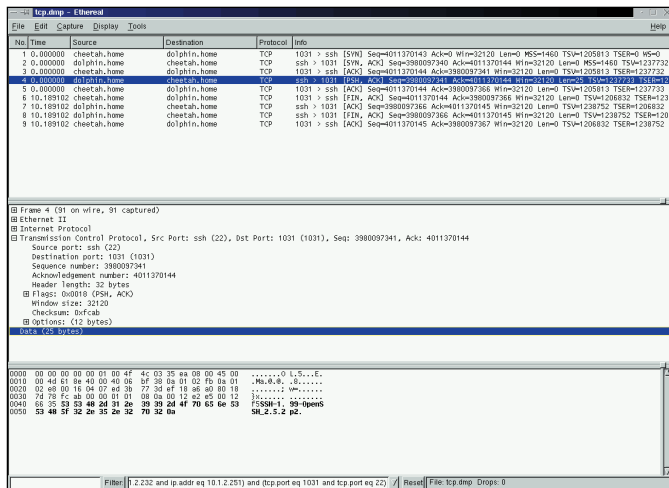 tcp.dmp - Ethereal
File Edit Capture Display Tools Help
No. Time Source Destination Protocol Info
1 0.000000 cheetah.home dolphin.home TCP 1031 > ssh [SYN] Seq=4011370143 Ack=0 Win=32120 Len=0 MSS=1460 TSV=1205813 TSER=0 WS=0
2 0.000000 dolphin.home cheetah.home TCP ssh > 1031 [SYN, ACK] Seq=3980097340 Ack=4011370144 Win=32120 Len=0 MSS=1460 TSV=1237732
3 0.000000 cheetah.home dolphin.home TCP 1031 > ssh [ACK] Seq=4011370144 Ack=3980097341 Win=32120 Len=0 TSV=1205813 TSER=1237732
4 0.000000 dolphin.home cheetah.home TCP ssh > 1031 [PSH, ACK] Seq=3980097341 Ack=4011370144 Win=32120 Len=25 TSV=1237733 TSER=12
5 0.000000 cheetah.home dolphin.home TCP 1031 > ssh [ACK] Seq=4011370144 Ack=3980097366 Win=32120 Len=0 TSV=1205813 TSER=1237733
6 10.189102 cheetah.home dolphin.home TCP 1031 > ssh [FIN, ACK] Seq=4011370144 Ack=3980097366 Win=32120 Len=0 TSV=1206832 TSER=123
7 10.189102 dolphin.home cheetah.home TCP ssh > 1031 [ACK] Seq=3980097366 Ack=4011370145 Win=32120 Len=0 TSV=1238752 TSER=1206832
8 10.189102 dolphin.home cheetah.home TCP ssh > 1031 [FIN, ACK] Seq=3980097366 Ack=4011370145 Win=32120 Len=0 TSV=1238752 TSER=120
9 10.189102 cheetah.home dolphin.home TCP 1031 > ssh [ACK] Seq=4011370145 Ack=3980097367 Win=32120 Len=0 TSV=1206832 TSER=1238752
Frame 4 (91 on wire, 91 captured)
Ethernet II
Internet Protocol
Transmission Control Protocol, Src Port: ssh (22), Dst Port: 1031 (1031), Seq: 3980097341, Ack: 4011370144
Source port: ssh (22)
Destination port: 1031 (1031)
Sequence number: 3980097341
Acknowledgement number: 4011370144
Header length: 32 bytes
Flags: 0x0018 (PSH, ACK)
Window size: 32120
Checksum: 0xfcab
Options: (12 bytes)
Data (25 bytes)
0000 00 00 00 00 00 01 00 4f 4c 03 35 ea 08 00 45 00 .......O L.5...E.
0010 00 4d 61 8e 40 00 40 06 bf 38 0a 01 02 fb 0a 01 .Ma.@.@. .8......
0020 02 e8 00 16 04 07 ed 3b 77 3d ef 18 a6 a0 80 18 .......; w=......
0030 7d 78 fc ab 00 00 01 01 08 0a 00 12 e2 e5 00 12 }x...... ........
0040 66 35 53 53 48 2d 31 2e 39 39 2d 4f 70 65 6e 53 f5SSH-1. 99-OpenS
0050 53 48 5f 32 2e 35 2e 32 70 32 0a SH_2.5.2 p2.
Filter: 1.2.232 and ip.addr eq 10.1.2.251) and (tcp.port eq 1031 and tcp.port eq 22) / Reset File: tcp.dmp Drops: 0